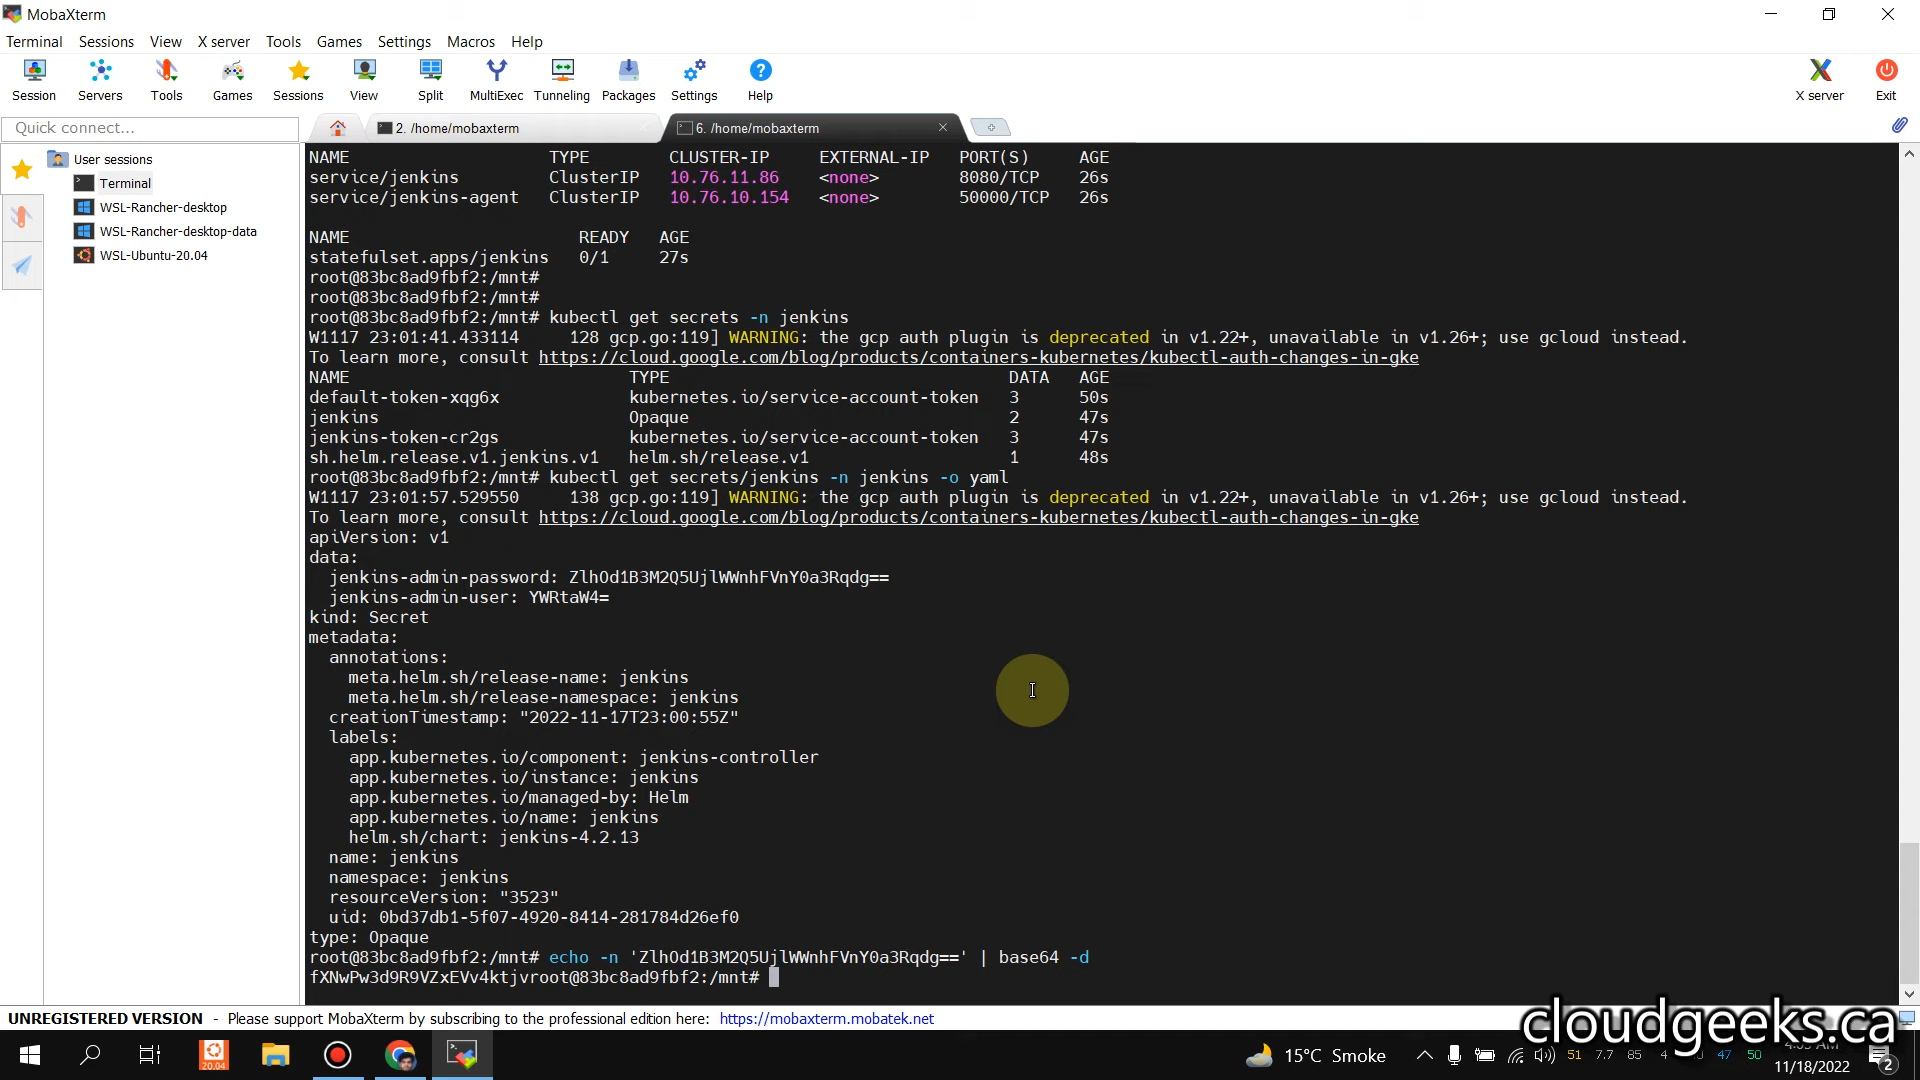 MobaXterm
Terminal Sessions View X server Tools Games Settings Macros Help
Session Servers Tools Games Sessions View Split MultiExec Tunneling Packages Settings Help X server Exit
Quick connect...
2. /home/mobaxterm
6. /home/mobaxterm
User sessions
Terminal
WSL-Rancher-desktop
WSL-Rancher-desktop-data
WSL-Ubuntu-20.04
NAME TYPE CLUSTER-IP EXTERNAL-IP PORT(S) AGE
service/jenkins ClusterIP 10.76.11.86 <none> 8080/TCP 26s
service/jenkins-agent ClusterIP 10.76.10.154 <none> 50000/TCP 26s
NAME READY AGE
statefulset.apps/jenkins 0/1 27s
root@83bc8ad9fbf2:/mnt#
root@83bc8ad9fbf2:/mnt#
root@83bc8ad9fbf2:/mnt# kubectl get secrets -n jenkins
W1117 23:01:41.433114 128 gcp.go:119] WARNING: the gcp auth plugin is deprecated in v1.22+, unavailable in v1.26+; use gcloud instead.
To learn more, consult https://cloud.google.com/blog/products/containers-kubernetes/kubectl-auth-changes-in-gke
NAME TYPE DATA AGE
default-token-xqg6x kubernetes.io/service-account-token 3 50s
jenkins Opaque 2 47s
jenkins-token-cr2gs kubernetes.io/service-account-token 3 47s
sh.helm.release.v1.jenkins.v1 helm.sh/release.v1 1 48s
root@83bc8ad9fbf2:/mnt# kubectl get secrets/jenkins -n jenkins -o yaml
W1117 23:01:57.529550 138 gcp.go:119] WARNING: the gcp auth plugin is deprecated in v1.22+, unavailable in v1.26+; use gcloud instead.
To learn more, consult https://cloud.google.com/blog/products/containers-kubernetes/kubectl-auth-changes-in-gke
apiVersion: v1
data:
jenkins-admin-password: ZlhOd1B3M2Q5UjlWWnhFVnY0a3Rqdg==
jenkins-admin-user: YWRtaW4=
kind: Secret
metadata:
annotations:
meta.helm.sh/release-name: jenkins
meta.helm.sh/release-namespace: jenkins
creationTimestamp: "2022-11-17T23:00:55Z"
labels:
app.kubernetes.io/component: jenkins-controller
app.kubernetes.io/instance: jenkins
app.kubernetes.io/managed-by: Helm
app.kubernetes.io/name: jenkins
helm.sh/chart: jenkins-4.2.13
name: jenkins
namespace: jenkins
resourceVersion: "3523"
uid: 0bd37db1-5f07-4920-8414-281784d26ef0
type: Opaque
root@83bc8ad9fbf2:/mnt# echo -n 'ZlhOd1B3M2Q5UjlWWnhFVnY0a3Rqdg==' | base64 -d
fXNwPw3d9R9VZxEVv4ktjvroot@83bc8ad9fbf2:/mnt#
UNREGISTERED VERSION - Please support MobaXterm by subscribing to the professional edition here: https://mobaxterm.mobatek.net
cloudgeeks.ca
20.04
15°C Smoke
51 7.7 85 4 47 50
11/18/2022
2